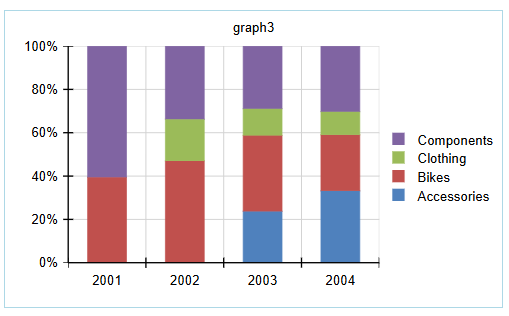 graph3
100%
80%
60%
40%
20%
0%
2001 2002 2003 2004
Components
Clothing
Bikes
Accessories